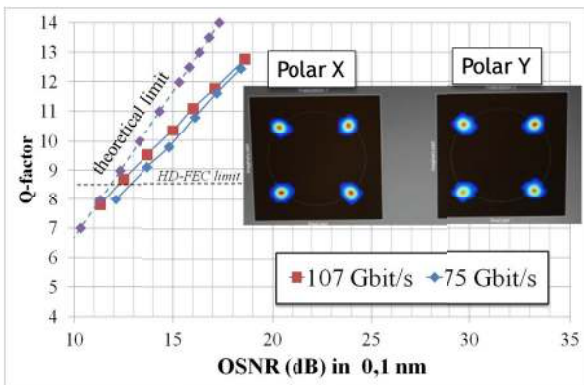 14
13
12
11
10
9
8
7
6
5
4
Q-factor
theoretical limit
HD-FEC limit
Polar X
Polar Y
107 Gbit/s
75 Gbit/s
10
15
20
25
30
35
OSNR (dB) in 0,1 nm